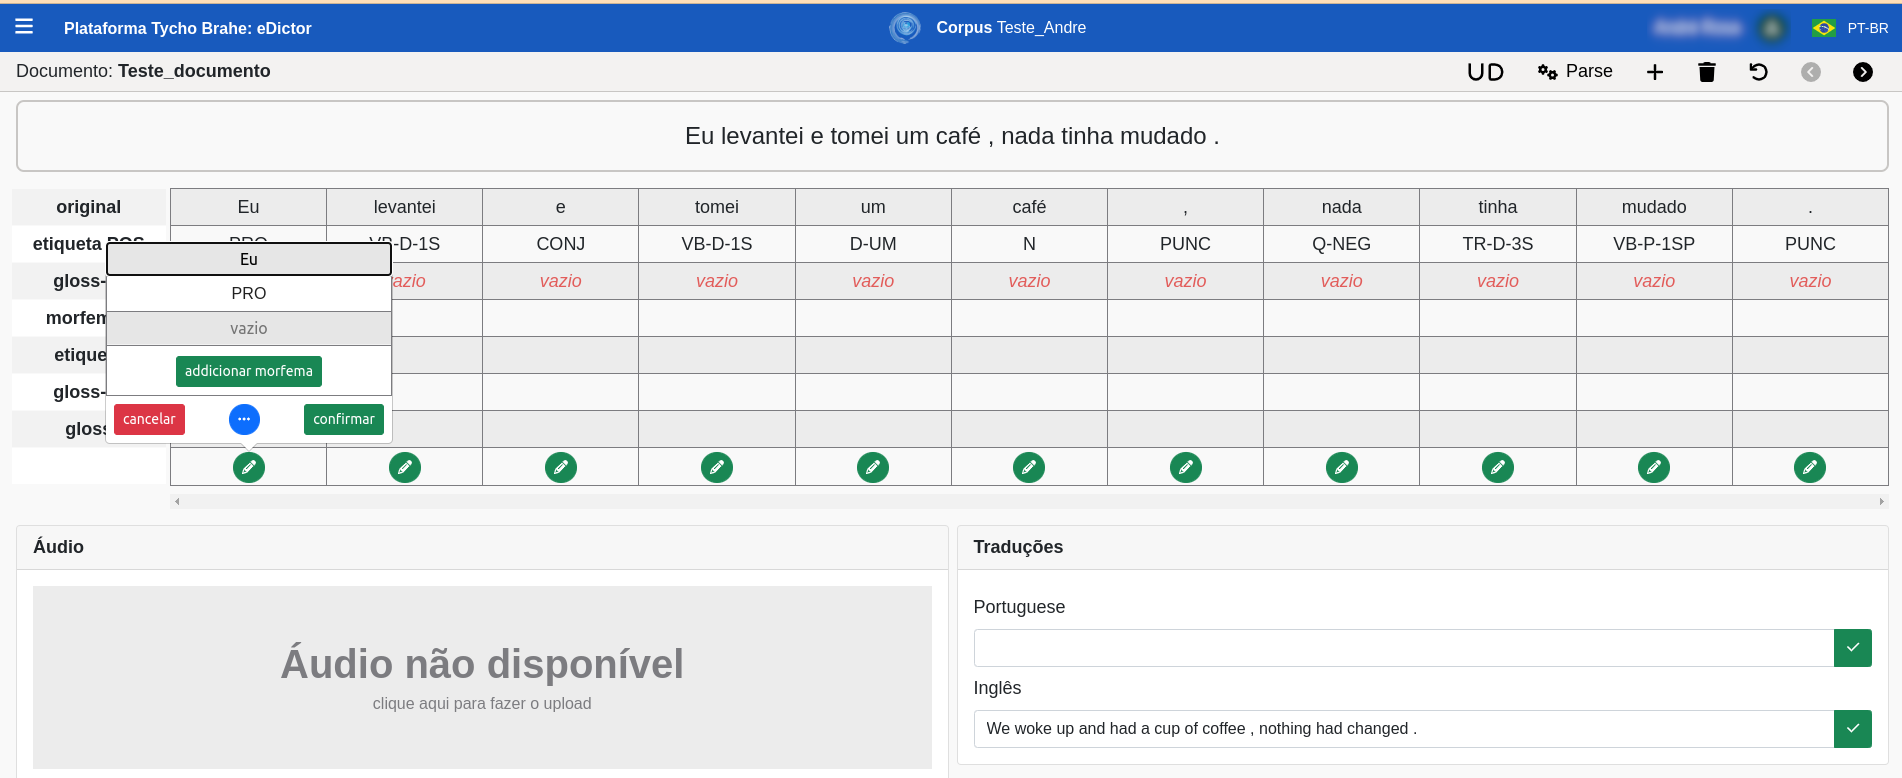 Plataforma Tycho Brahe: eDictor Corpus Teste_Andre PT-BR
Documento: Teste_documento UD Parse
Eu levantei e tomei um café , nada tinha mudado .
original Eu levantei e tomei um café , nada tinha mudado .
etiqueta POS PRO VB-D-1S CONJ VB-D-1S D-UM N PUNC Q-NEG TR-D-3S VB-P-1SP PUNC
Eu
gloss- vazio vazio vazio vazio vazio vazio vazio vazio vazio vazio
PRO
morfem
vazio
etique
addicionar morfema
gloss-
cancelar ... confirmar
gloss
Áudio
Áudio não disponível
clique aqui para fazer o upload
Traduções
Portuguese
Inglês
We woke up and had a cup of coffee , nothing had changed .